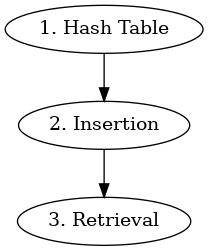 1. Hash Table
2. Insertion
3. Retrieval